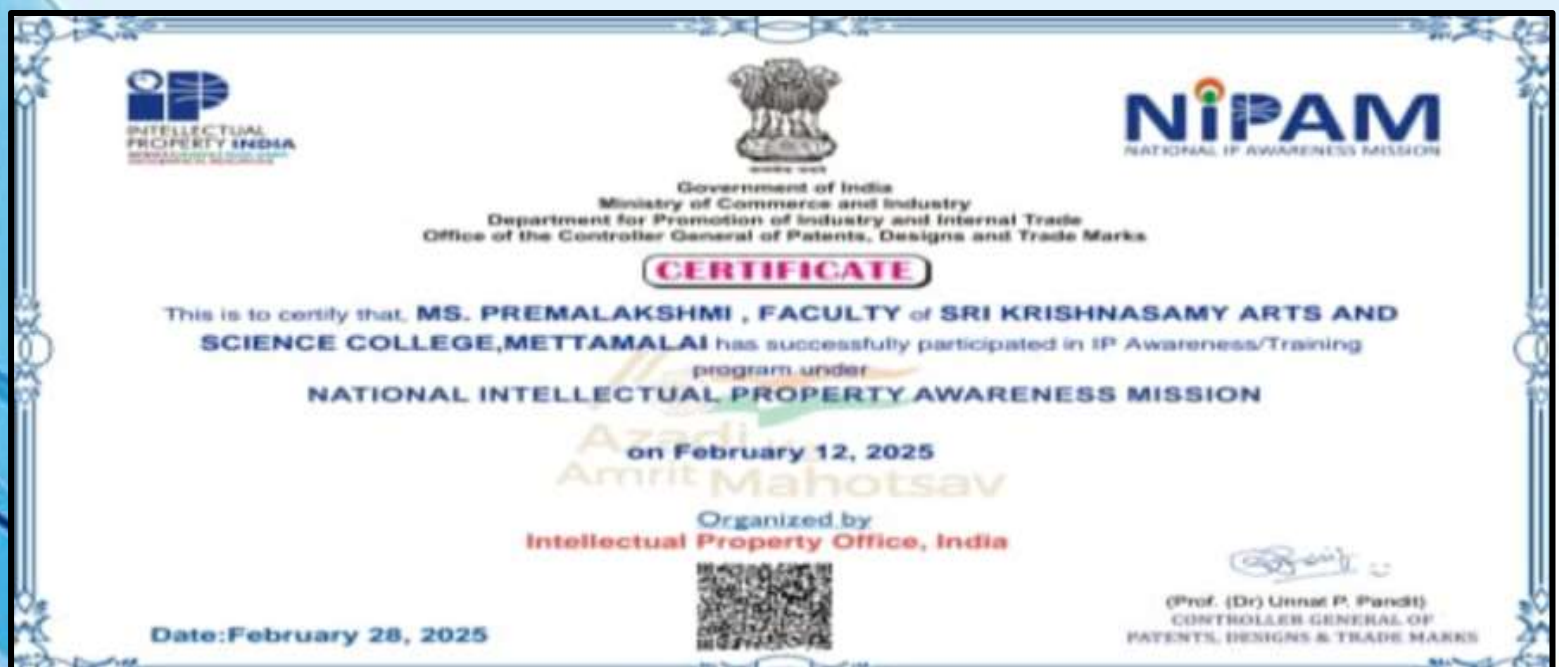 iP
INTELLECTUAL
PROPERTY INDIA
NiPAM
NATIONAL IP AWARENESS MISSION
Government of India
Ministry of Commerce and Industry
Department for Promotion of Industry and Internal Trade
Office of the Controller General of Patents, Designs and Trade Marks
CERTIFICATE
This is to certify that, MS. PREMALAKSHMI , FACULTY of SRI KRISHNASAMY ARTS AND
SCIENCE COLLEGE,METTAMALAI has successfully participated in IP Awareness/Training
program under
NATIONAL INTELLECTUAL PROPERTY AWARENESS MISSION
Azadi
on February 12, 2025
Amrit Mahotsav
Organized by
Intellectual Property Office, India
(Prof. (Dr) Unnat P. Pandit)
CONTROLLER GENERAL OF
PATENTS, DESIGNS & TRADE MARKS
Date:February 28, 2025